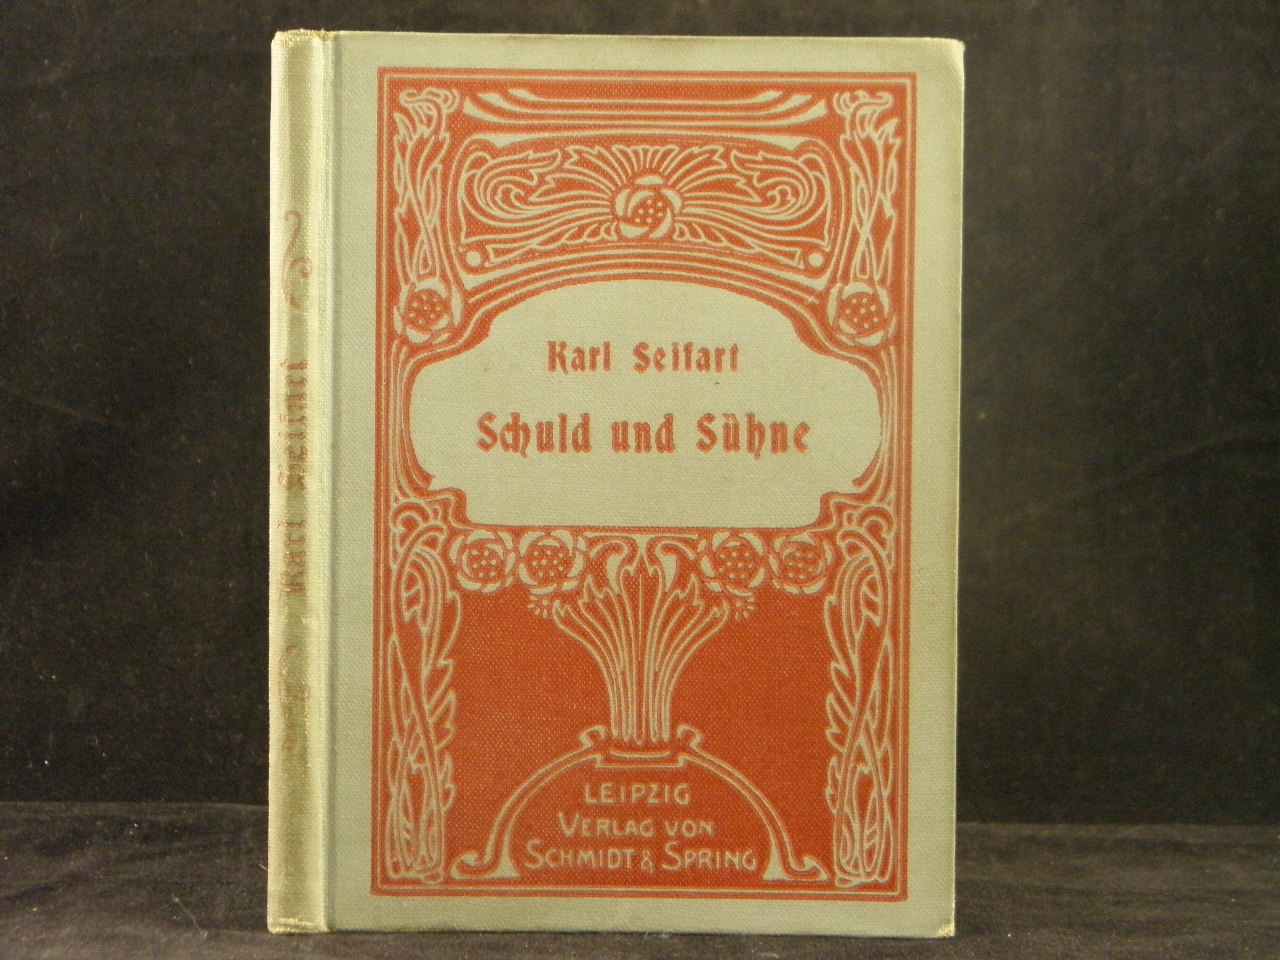 Karl Seifart
Schuld und Sühne
LEIPZIG
VERLAG VON
SCHMIDT & SPRING
Karl Seifart